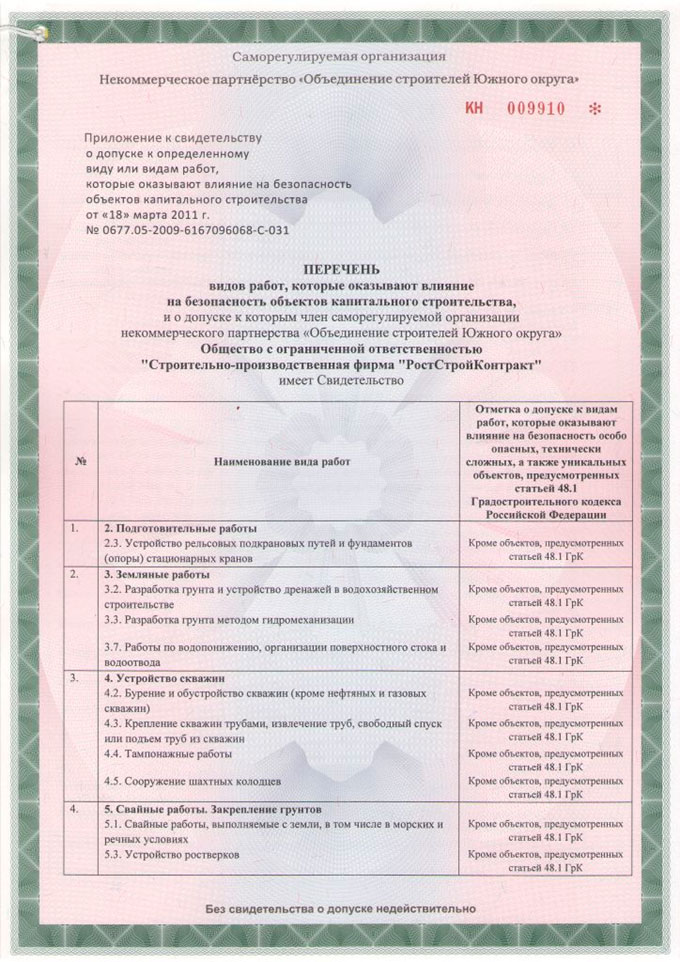 Саморегулируемая организация
Некоммерческое партнёрство «Объединение строителей Южного округа»
КН 009910 *
Приложение к свидетельству
о допуске к определенному
виду или видам работ,
которые оказывают влияние на безопасность
объектов капитального строительства
от «18» марта 2011 г.
№ 0677.05-2009-6167096068-С-031
ПЕРЕЧЕНЬ
видов работ, которые оказывают влияние
на безопасность объектов капитального строительства,
и о допуске к которым член саморегулируемой организации
некоммерческого партнерства «Объединение строителей Южного округа»
Общество с ограниченной ответственностью
"Строительно-производственная фирма "РостСтройКонтракт"
имеет Свидетельство
№
Наименование вида работ
Отметка о допуске к видам
работ, которые оказывают
влияние на безопасность особо
опасных, технически
сложных, а также уникальных
объектов, предусмотренных
статьей 48.1
Градостроительного кодекса
Российской Федерации
1. 2. Подготовительные работы
2.3. Устройство рельсовых подкрановых путей и фундаментов
(опоры) стационарных кранов
Кроме объектов, предусмотренных
статьей 48.1 ГрК
2. 3. Земляные работы
3.2. Разработка грунта и устройство дренажей в водохозяйственном
строительстве
Кроме объектов, предусмотренных
статьей 48.1 ГрК
3.3. Разработка грунта методом гидромеханизации
Кроме объектов, предусмотренных
статьей 48.1 ГрК
3.7. Работы по водопонижению, организации поверхностного стока и
водоотвода
Кроме объектов, предусмотренных
статьей 48.1 ГрК
3. 4. Устройство скважин
4.2. Бурение и обустройство скважин (кроме нефтяных и газовых
скважин)
Кроме объектов, предусмотренных
статьей 48.1 ГрК
4.3. Крепление скважин трубами, извлечение труб, свободный спуск
или подъем труб из скважин
Кроме объектов, предусмотренных
статьей 48.1 ГрК
4.4. Тампонажные работы
Кроме объектов, предусмотренных
статьей 48.1 ГрК
4.5. Сооружение шахтных колодцев
Кроме объектов, предусмотренных
статьей 48.1 ГрК
4. 5. Свайные работы. Закрепление грунтов
5.1. Свайные работы, выполняемые с земли, в том числе в морских и
речных условиях
Кроме объектов, предусмотренных
статьей 48.1 ГрК
5.3. Устройство ростверков
Кроме объектов, предусмотренных
статьей 48.1 ГрК
Без свидетельства о допуске недействительно